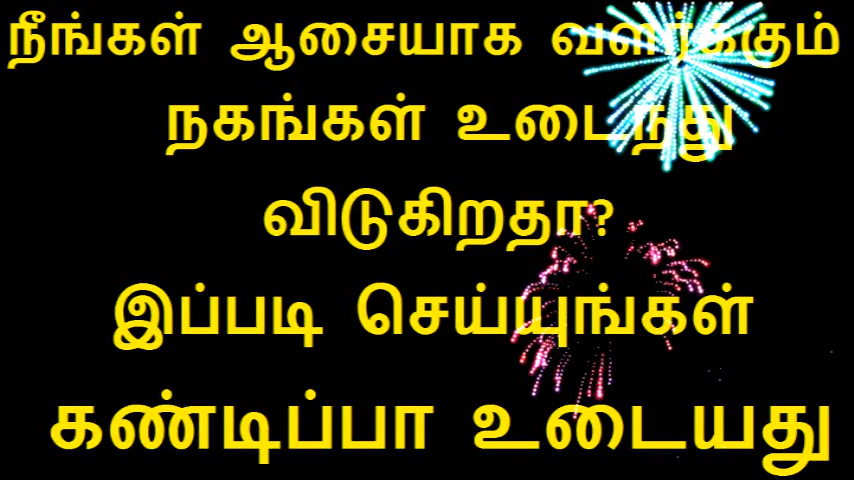 நீங்கள் ஆசையாக வளர்க்கும்
நகங்கள் உடைந்து
விடுகிறதா?
இப்படி செய்யுங்கள்
கண்டிப்பா உடையது